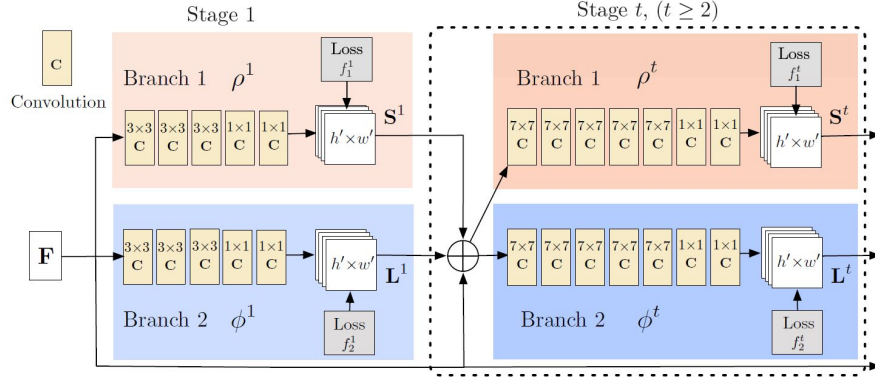 Stage 1
Stage t, (t ≥ 2)
C
Convolution
Branch 1 ρ¹
Loss
f₁¹
3×3 C 3×3 C 3×3 C 1×1 C 1×1 C
h′×w′
S¹
Branch 1 ρᵗ
Loss
f₁ᵗ
7×7 C 7×7 C 7×7 C 7×7 C 7×7 C 1×1 C 1×1 C
h′×w′
Sᵗ
F
3×3 C 3×3 C 3×3 C 1×1 C 1×1 C
h′×w′
L¹
Branch 2 ϕ¹
Loss
f₂¹
7×7 C 7×7 C 7×7 C 7×7 C 7×7 C 1×1 C 1×1 C
h′×w′
Lᵗ
Branch 2 ϕᵗ
Loss
f₂ᵗ